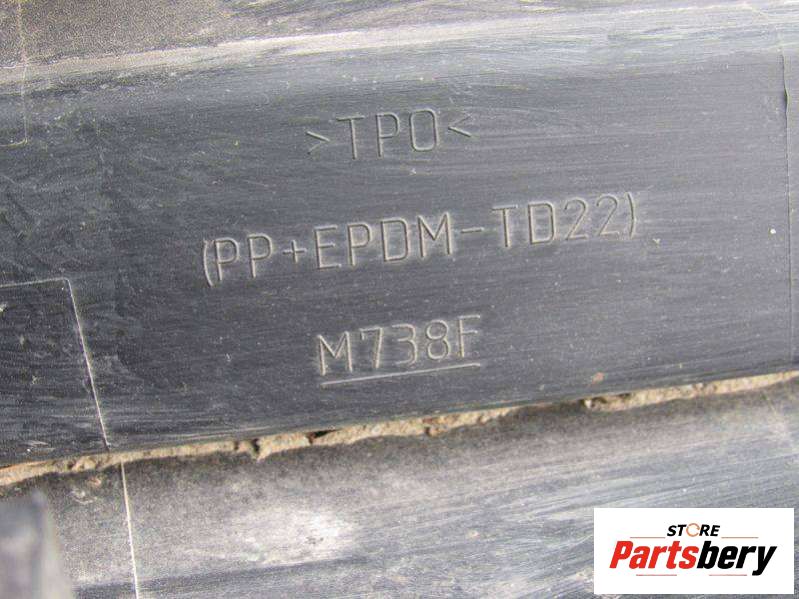 >TPO<
(PP+EPDM-TD22)
M738F
STORE
Partsbery